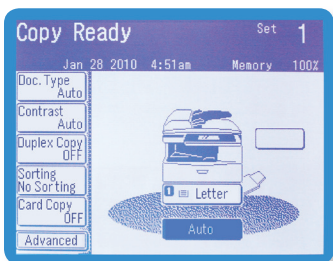 Copy Ready
Set 1
Jan 28 2010 4:51am Memory 100%
Doc. Type
Auto
Contrast
Auto
Duplex Copy
OFF
Sorting
No Sorting
Card Copy
OFF
Advanced
1 Letter
Auto